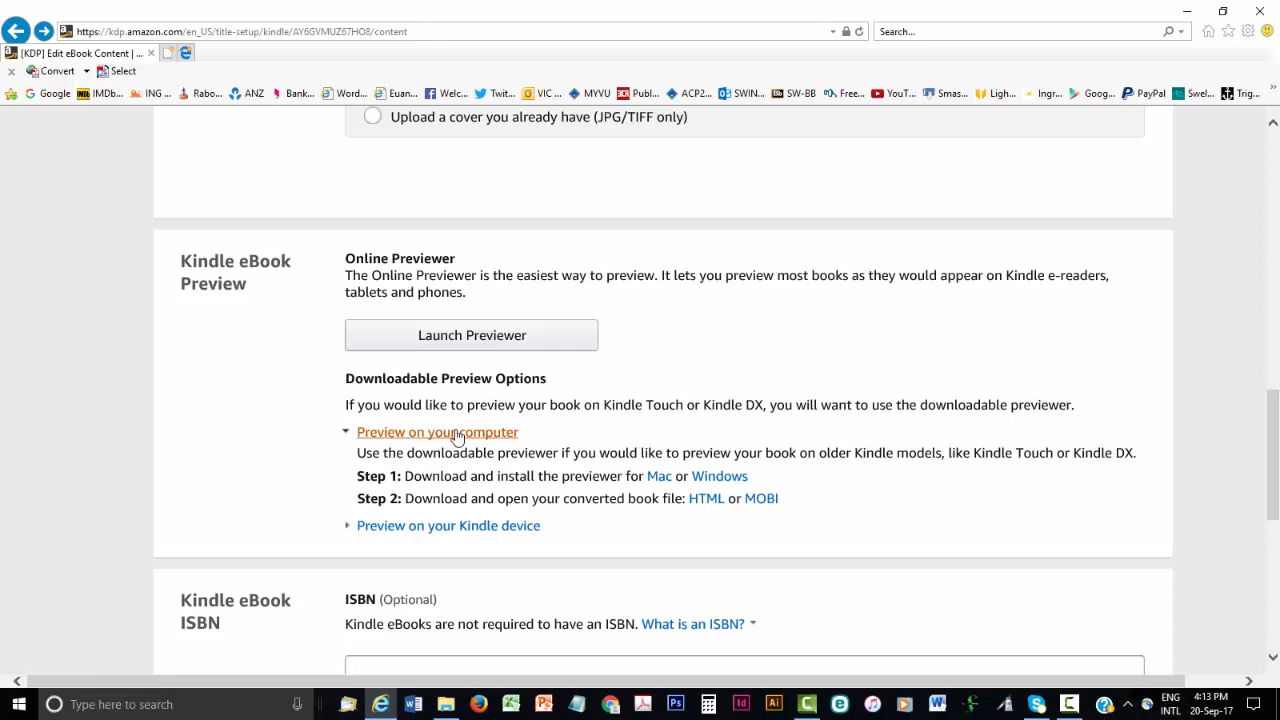 https://kdp.amazon.com/en_US/title-setup/kindle/AY6GVMUZ67HO8/content
Search...
[KDP] Edit eBook Content | ...
Convert
Select
Google
IMDb...
ING ...
Rabo...
ANZ
Bank...
Word...
Euan...
Welc...
Twit...
VIC ...
MYVU
Publ...
ACP2...
SWIN...
SW-BB
Free...
YouT...
Smas...
Ligh...
Ingr...
Goog...
PayPal
Swel...
Trig...
Upload a cover you already have (JPG/TIFF only)
Kindle eBook
Preview
Online Previewer
The Online Previewer is the easiest way to preview. It lets you preview most books as they would appear on Kindle e-readers,
tablets and phones.
Launch Previewer
Downloadable Preview Options
If you would like to preview your book on Kindle Touch or Kindle DX, you will want to use the downloadable previewer.
Preview on your computer
Use the downloadable previewer if you would like to preview your book on older Kindle models, like Kindle Touch or Kindle DX.
Step 1: Download and install the previewer for Mac or Windows
Step 2: Download and open your converted book file: HTML or MOBI
Preview on your Kindle device
Kindle eBook
ISBN
ISBN (Optional)
Kindle eBooks are not required to have an ISBN. What is an ISBN?
Type here to search
ENG
INTL
4:13 PM
20-Sep-17